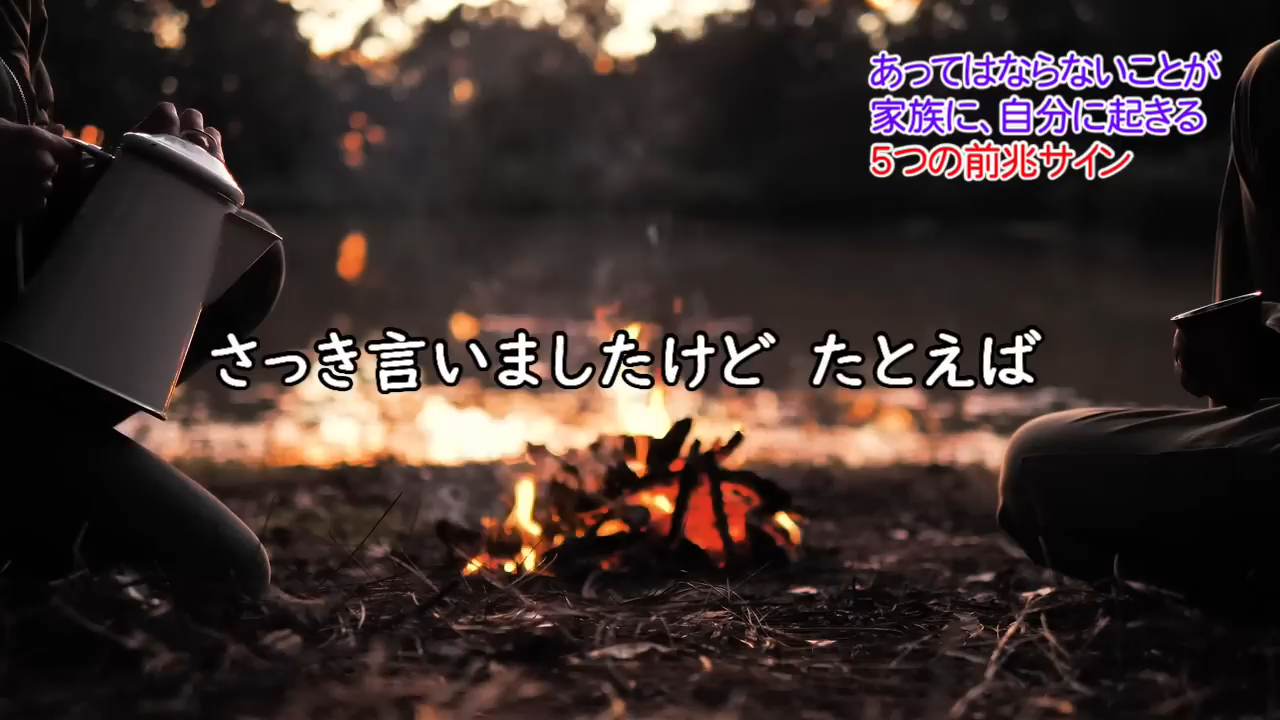 あってはならないことが
家族に、自分に起きる
5つの前兆サイン
さっき言いましたけど たとえば